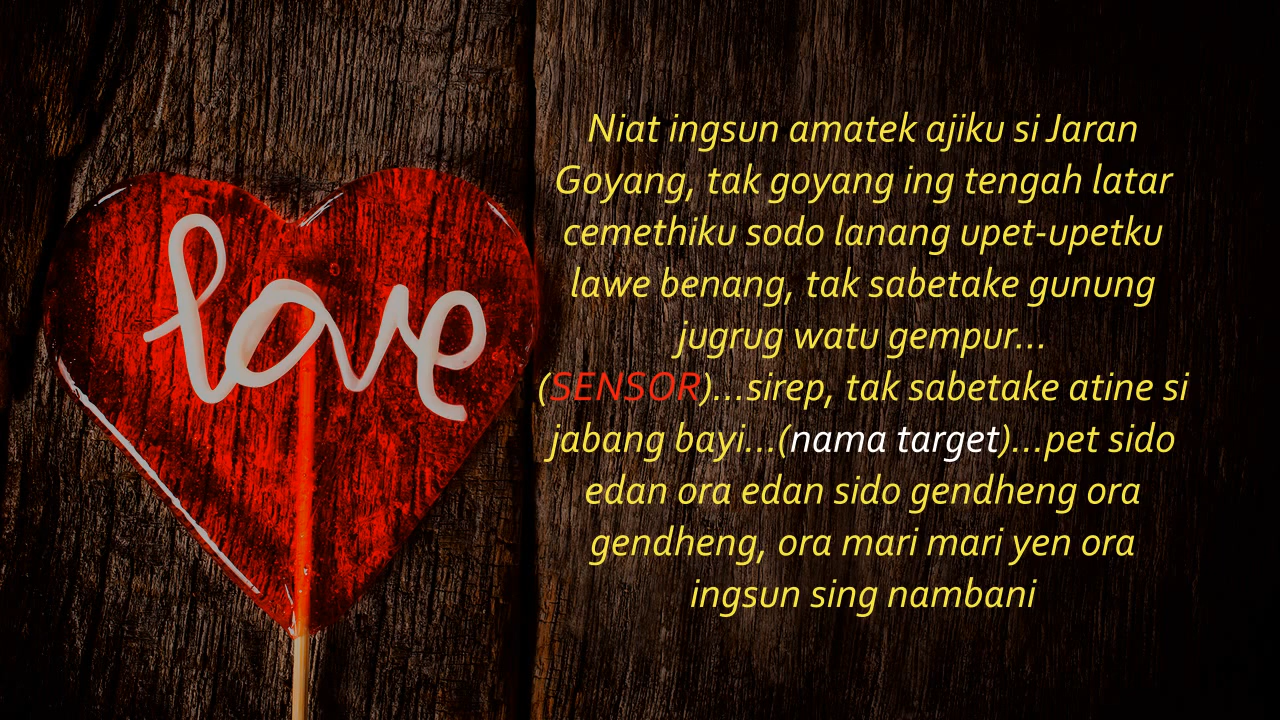 love
Niat ingsun amatek ajiku si Jaran
Goyang, tak goyang ing tengah latar
cemethiku sodo lanang upet-upetku
lawe benang, tak sabetake gunung
jugrug watu gempur...
(SENSOR)...sirep, tak sabetake atine si
jabang bayi...(nama target)...pet sido
edan ora edan sido gendheng ora
gendheng, ora mari mari yen ora
ingsun sing nambani